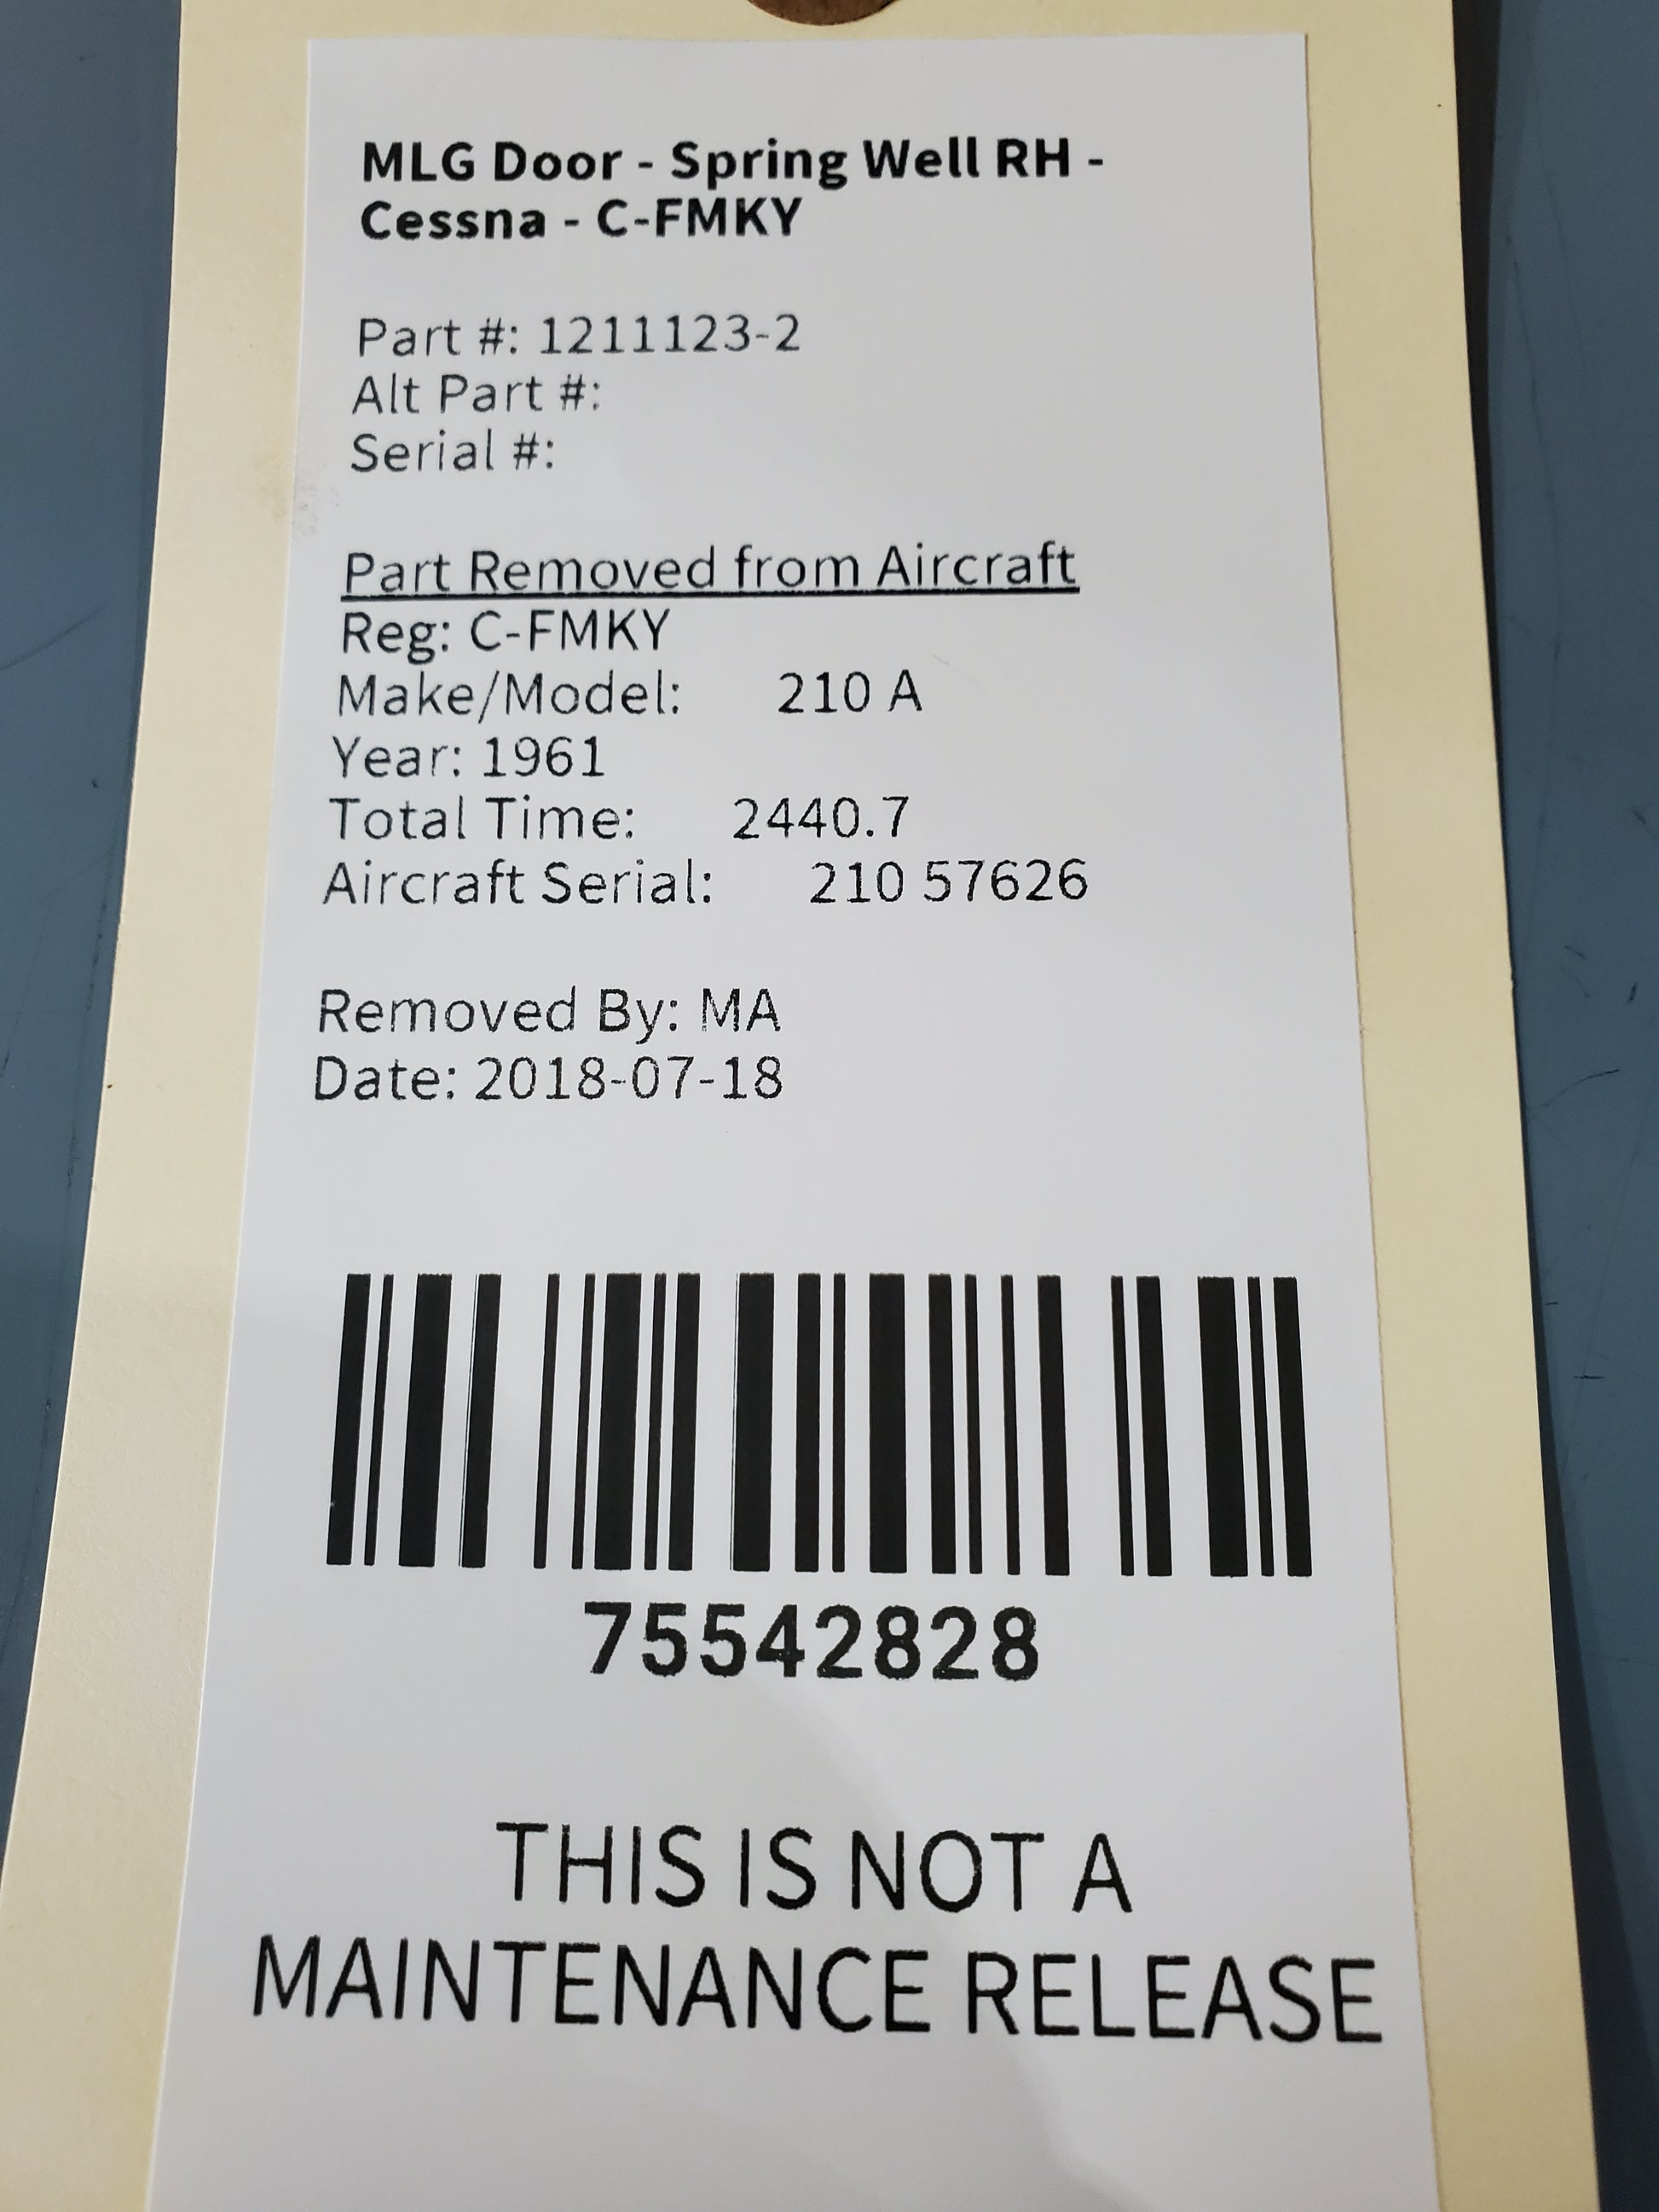 MLG Door - Spring Well RH -
Cessna - C-FMKY
Part #: 1211123-2
Alt Part #:
Serial #:
Part Removed from Aircraft
Reg: C-FMKY
Make/Model: 210 A
Year: 1961
Total Time: 2440.7
Aircraft Serial: 210 57626
Removed By: MA
Date: 2018-07-18
75542828
THIS IS NOT A
MAINTENANCE RELEASE